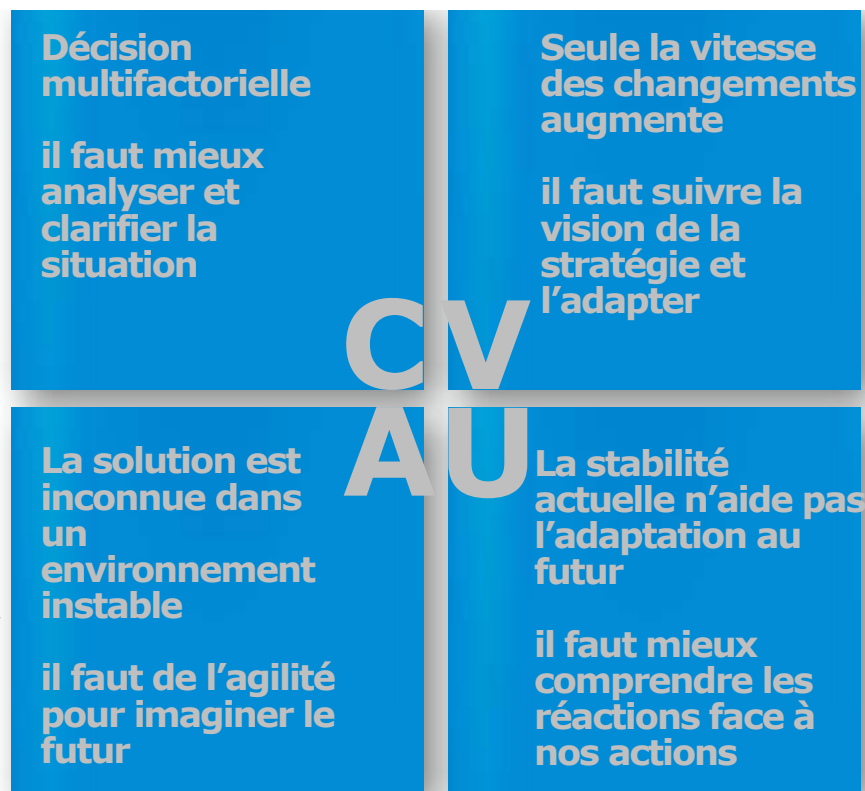 Décision
multifactorielle
il faut mieux
analyser et
clarifier la
situation
Seule la vitesse
des changements
augmente
il faut suivre la
vision de la
stratégie et
l’adapter
C V
A U
La solution est
inconnue dans
un
environnement
instable
il faut de l’agilité
pour imaginer le
futur
La stabilité
actuelle n’aide pas
l’adaptation au
futur
il faut mieux
comprendre les
réactions face à
nos actions